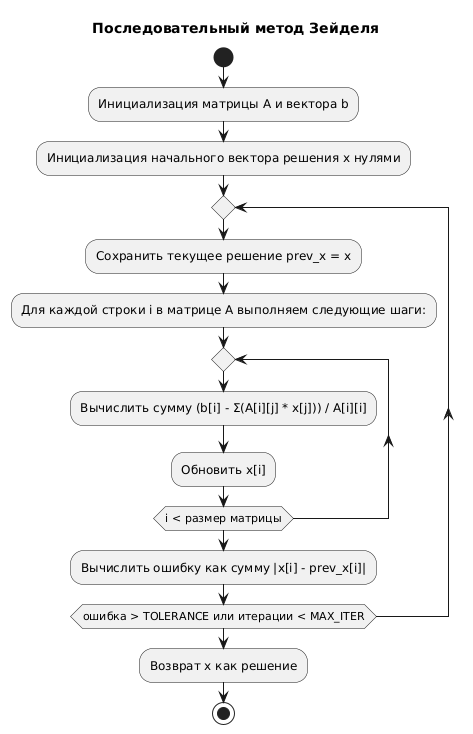 Последовательный метод Зейделя
Инициализация матрицы A и вектора b
Инициализация начального вектора решения x нулями
Сохранить текущее решение prev_x = x
Для каждой строки i в матрице A выполняем следующие шаги:
Вычислить сумму (b[i] - Σ(A[i][j] * x[j])) / A[i][i]
Обновить x[i]
i < размер матрицы
Вычислить ошибку как сумму |x[i] - prev_x[i]|
ошибка > TOLERANCE или итерации < MAX_ITER
Возврат x как решение